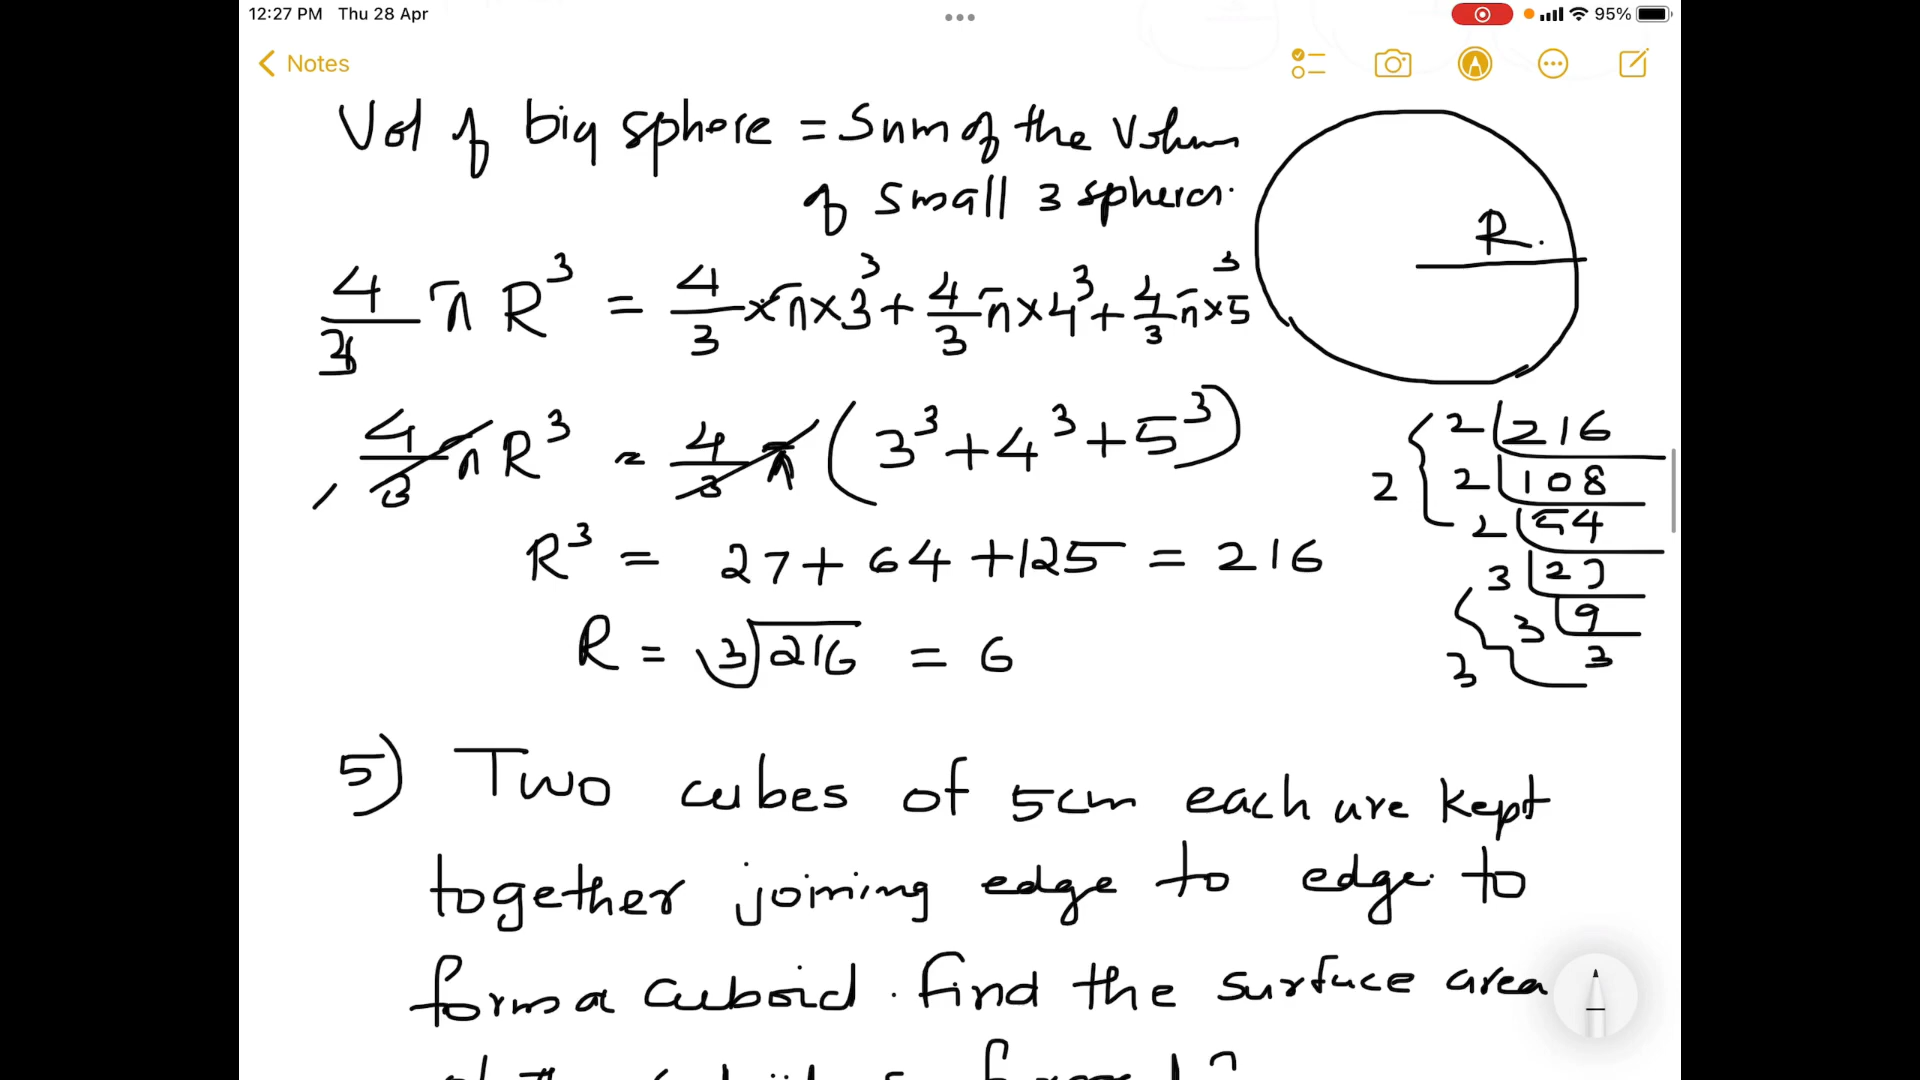 12:27 PM Thu 28 Apr
95%
Notes
Vol of big sphere = Sum of the Volum
of small 3 spheres.
R.
4/3 π R³ = 4/3 × π × 3³ + 4/3 π × 4³ + 4/3 π × 5³
4/3 π R³ = 4/3 π (3³ + 4³ + 5³)
R³ = 27 + 64 + 125 = 216
R = ³√216 = 6
2 | 216
2 | 108
2
2 | 54
3 | 27
3 | 9
3
3
5) Two cubes of 5cm each are kept
together joining edge to edge to
form a cuboid. find the surface area